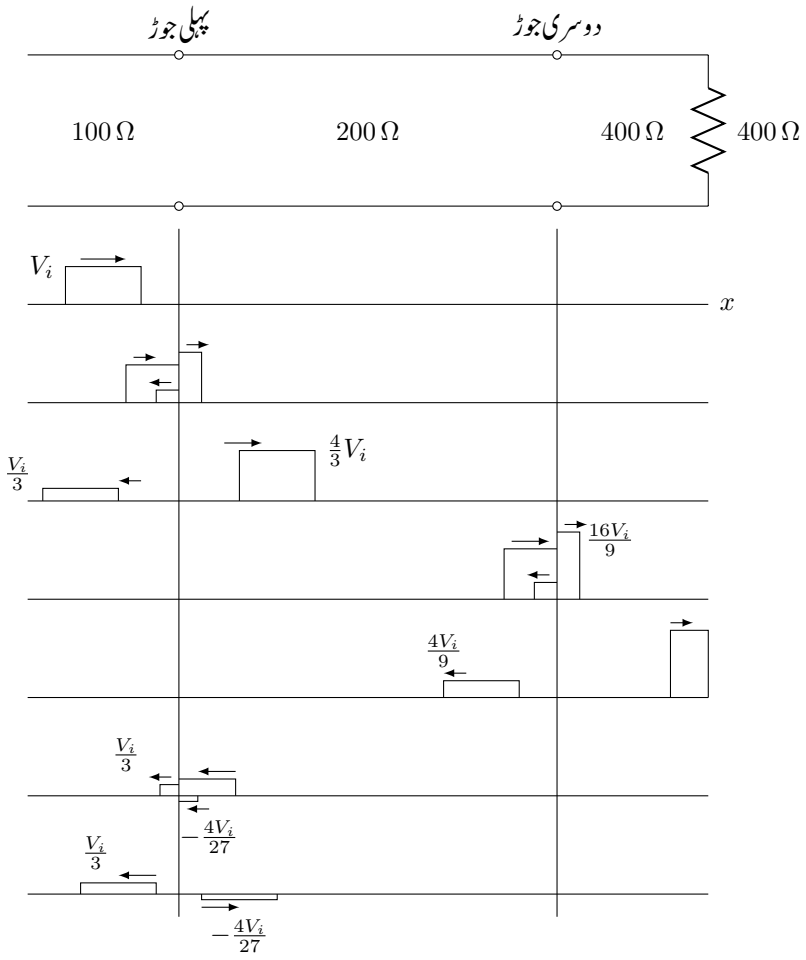 پہلی جوڑ دوسری جوڑ
100 Ω 200 Ω 400 Ω 400 Ω
V_i
x
V_i/3 4/3 V_i
16V_i/9
4V_i/9
V_i/3
−4V_i/27
V_i/3
−4V_i/27